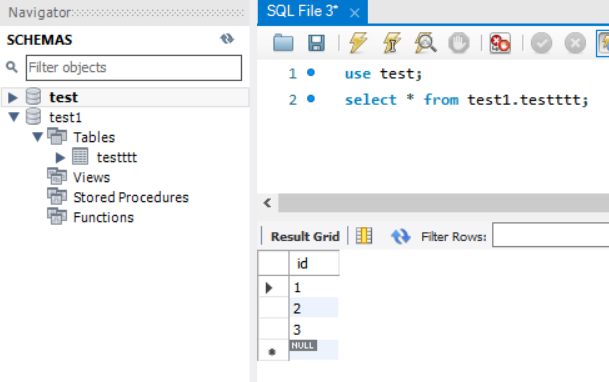 Navigator
SCHEMAS
Filter objects
test
test1
Tables
testttt
Views
Stored Procedures
Functions
SQL File 3* ×
1 use test;
2 select * from test1.testttt;
Result Grid Filter Rows:
id
1
2
3
NULL